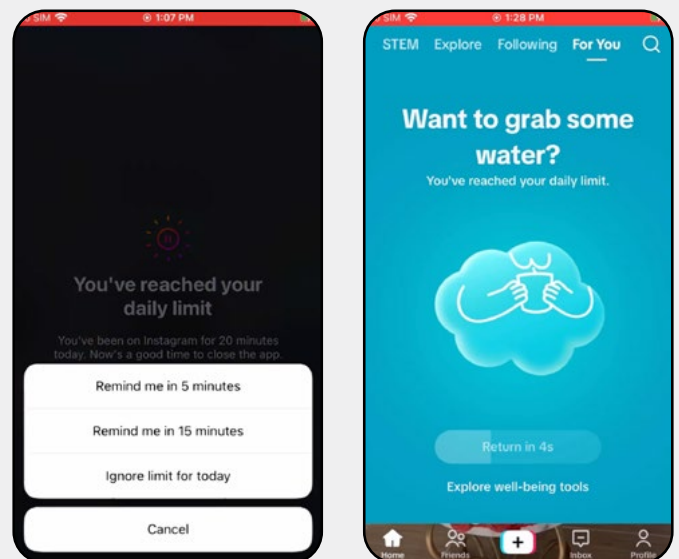 SIM 1:07 PM
You've reached your
daily limit
You've been on Instagram for 20 minutes
today. Now's a good time to close the app.
Remind me in 5 minutes
Remind me in 15 minutes
Ignore limit for today
Cancel
SIM 1:28 PM
STEM Explore Following For You
Want to grab some
water?
You've reached your daily limit.
Return in 4s
Explore well-being tools
Home Friends Inbox Profile